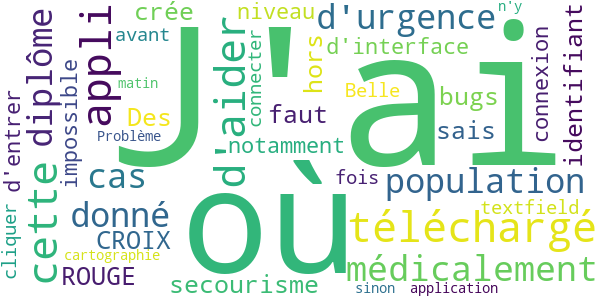 J'ai
où
téléchargé
population
médicalement
d'urgence
d'aider
appli
cette
diplôme
donné
cas
CROIX
ROUGE
secourisme
notamment
faut
hors
sais
bugs
crée
niveau
n'y
d'interface
avant
connecter
connexion
identifiant
Belle
Des
matin
Problème
impossible
d'entrer
cliquer
cartographie
fois
textfield
sinon
application